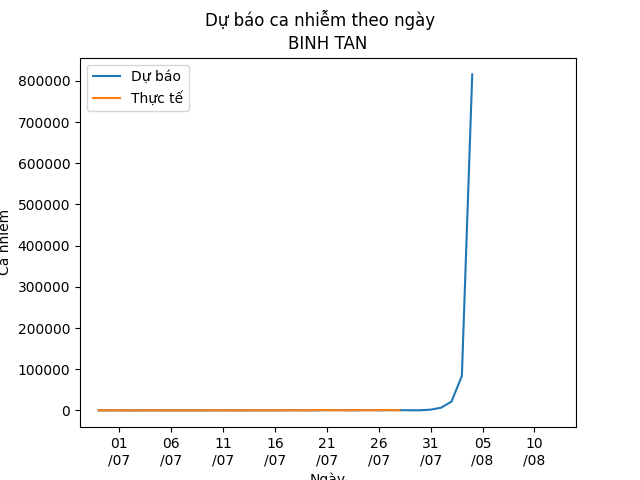 Dự báo ca nhiễm theo ngày
BINH TAN
Dự báo
Thực tế
Ca nhiễm
800000
700000
600000
500000
400000
300000
200000
100000
0
01 06 11 16 21 26 31 05 10
/07 /07 /07 /07 /07 /07 /07 /08 /08
Ngày